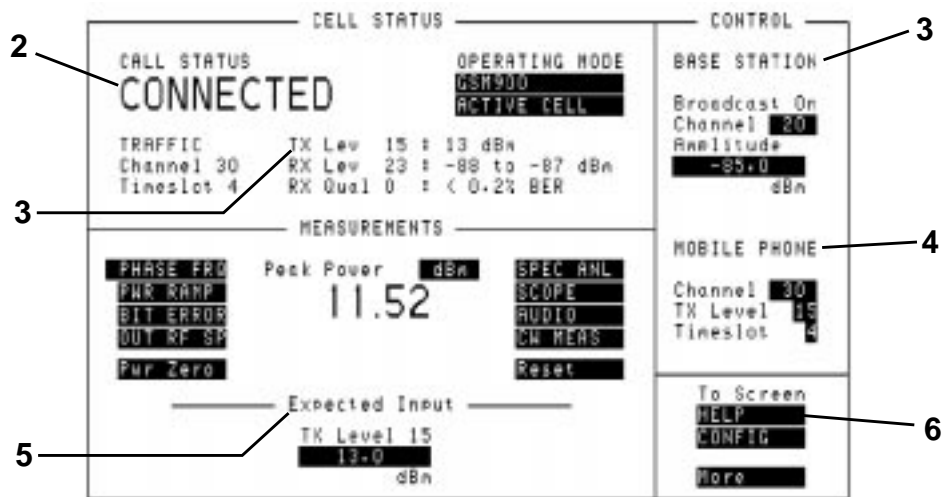 CELL STATUS
CONTROL
2
3
CALL STATUS
CONNECTED
OPERATING MODE
GSM900
ACTIVE CELL
BASE STATION
Broadcast On
Channel 20
Amplitude
-85.0
dBm
TRAFFIC
Channel 30
Timeslot 4
TX Lev 15 : 13 dBm
RX Lev 23 : -88 to -87 dBm
RX Qual 0 : < 0.2% BER
3
MEASUREMENTS
PHASE FRQ
PWR RAMP
BIT ERROR
OUT RF SP
Pwr Zero
Peak Power dBm
11.52
SPEC ANL
SCOPE
AUDIO
CW MEAS
Reset
MOBILE PHONE
4
Channel 30
TX Level 15
Timeslot 4
Expected Input
5
TX Level 15
13.0
dBm
To Screen
HELP
CONFIG
More
6